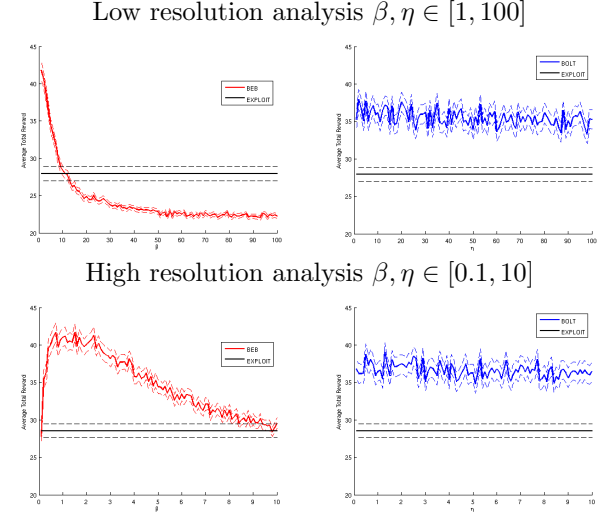 Low resolution analysis β, η ∈ [1, 100]
45
40
35
30
25
20
Average Total Reward
BEB
EXPLOIT
0 10 20 30 40 50 60 70 80 90 100
β
45
40
35
30
25
20
Average Total Reward
BOLT
EXPLOIT
0 10 20 30 40 50 60 70 80 90 100
η
High resolution analysis β, η ∈ [0.1, 10]
45
40
35
30
25
20
Average Total Reward
BEB
EXPLOIT
0 1 2 3 4 5 6 7 8 9 10
β
45
40
35
30
25
20
Average Total Reward
BOLT
EXPLOIT
0 1 2 3 4 5 6 7 8 9 10
η